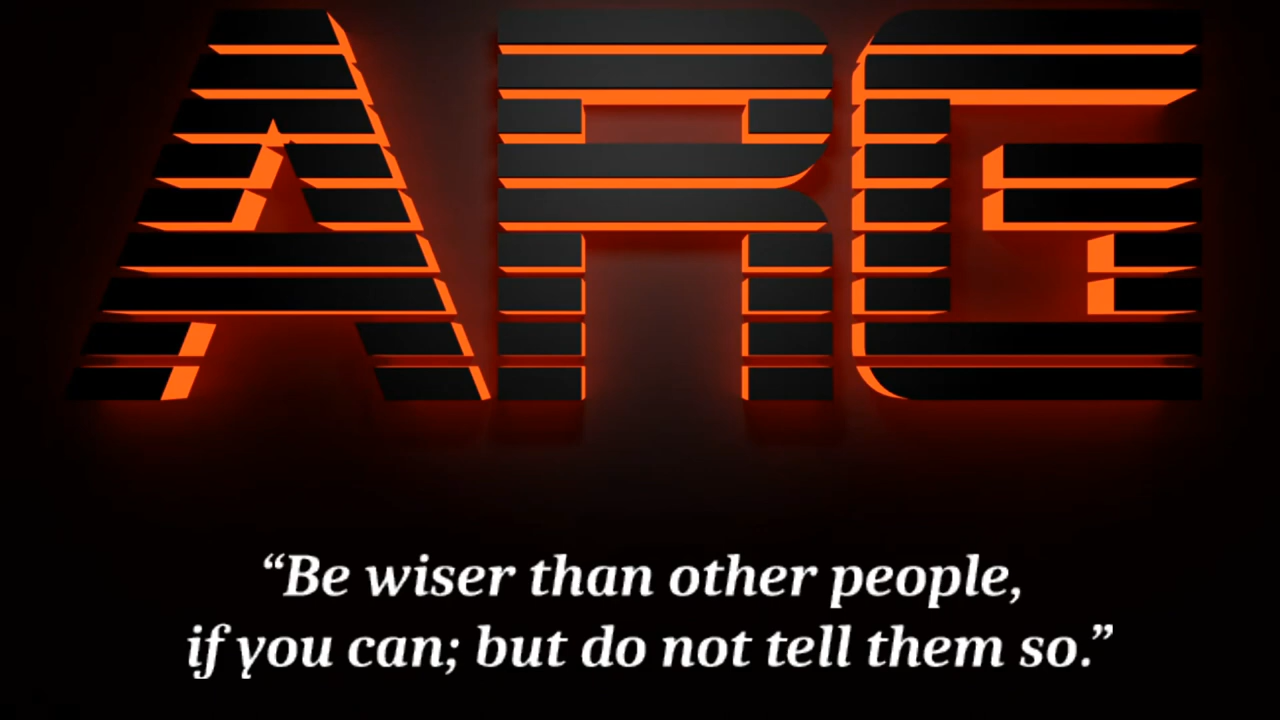 ARG
“Be wiser than other people,
if you can; but do not tell them so.”